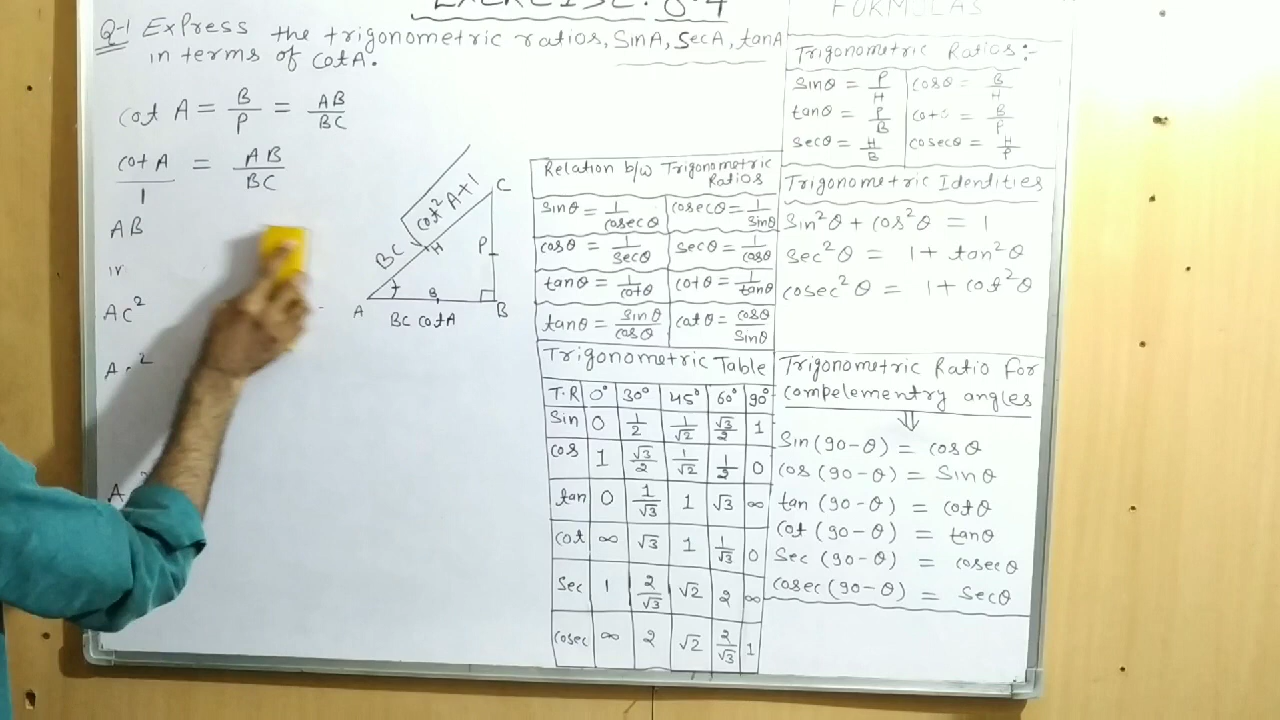 EXERCISE: 8.4
Q-1 Express the trigonometric ratios, SinA, SecA, tanA
in terms of CotA.
Cot A = B/P = AB/BC
Cot A/1 = AB/BC
AB
AC²
A ²
A
BC √cot² A+1
C
H
P
A
B
B
BC cotA
Relation b/w Trigonometric
Ratios
Sinθ = 1/cosecθ cosecθ = 1/sinθ
cosθ = 1/secθ secθ = 1/cosθ
tanθ = 1/cotθ cotθ = 1/tanθ
tanθ = sinθ/cosθ cotθ = cosθ/sinθ
Trigonometric Table
T.R 0° 30° 45° 60° 90°
Sin 0 1/2 1/√2 √3/2 1
cos 1 √3/2 1/√2 1/2 0
tan 0 1/√3 1 √3 ∞
cot ∞ √3 1 1/√3 0
Sec 1 2/√3 √2 2 ∞
cosec ∞ 2 √2 2/√3 1
FORMULAS
Trigonometric Ratios:-
Sinθ = P/H cosθ = B/H
tanθ = P/B cotθ = B/P
secθ = H/B cosecθ = H/P
Trigonometric Identities
Sin²θ + cos²θ = 1
sec²θ = 1 + tan²θ
cosec²θ = 1 + cot²θ
Trigonometric Ratio for
compelementry angles
⇓
Sin (90-θ) = cosθ
cos (90-θ) = Sinθ
tan (90-θ) = cotθ
cot (90-θ) = tanθ
Sec (90-θ) = cosecθ
cosec (90-θ) = Secθ